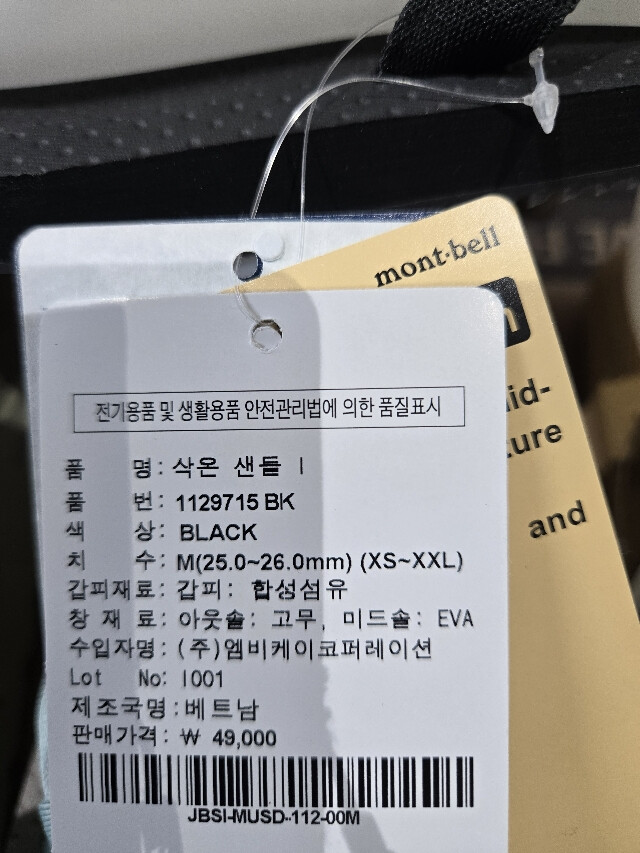 mont·bell
전기용품 및 생활용품 안전관리법에 의한 품질표시
품 명: 삭온 샌들 I
품 번: 1129715 BK
색 상: BLACK
치 수: M(25.0~26.0mm) (XS~XXL)
갑피재료: 갑피: 합성섬유
창 재 료: 아웃솔: 고무, 미드솔: EVA
수입자명: (주)엠비케이코퍼레이션
Lot No: I001
제조국명: 베트남
판매가격: ₩ 49,000
JBSI-MUSD-112-00M
and